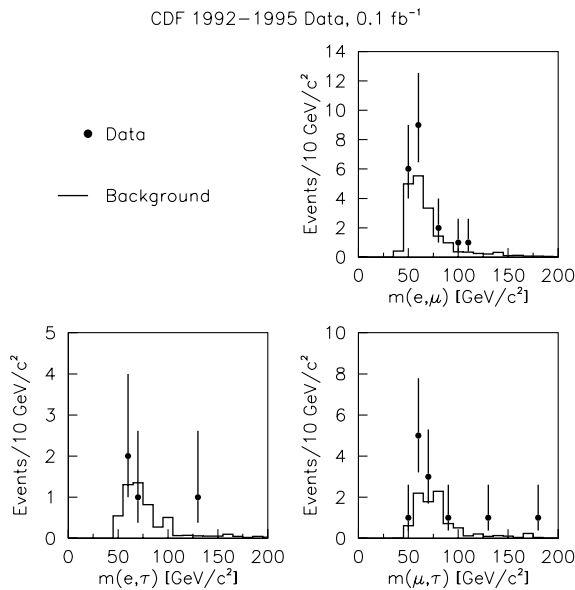 CDF 1992−1995 Data, 0.1 fb⁻¹
Data
Background
Events/10 GeV/c²
14
12
10
8
6
4
2
0
0 50 100 150 200
m(e,μ) [GeV/c²]
Events/10 GeV/c²
5
4
3
2
1
0
0 50 100 150 200
m(e,τ) [GeV/c²]
Events/10 GeV/c²
10
8
6
4
2
0
0 50 100 150 200
m(μ,τ) [GeV/c²]